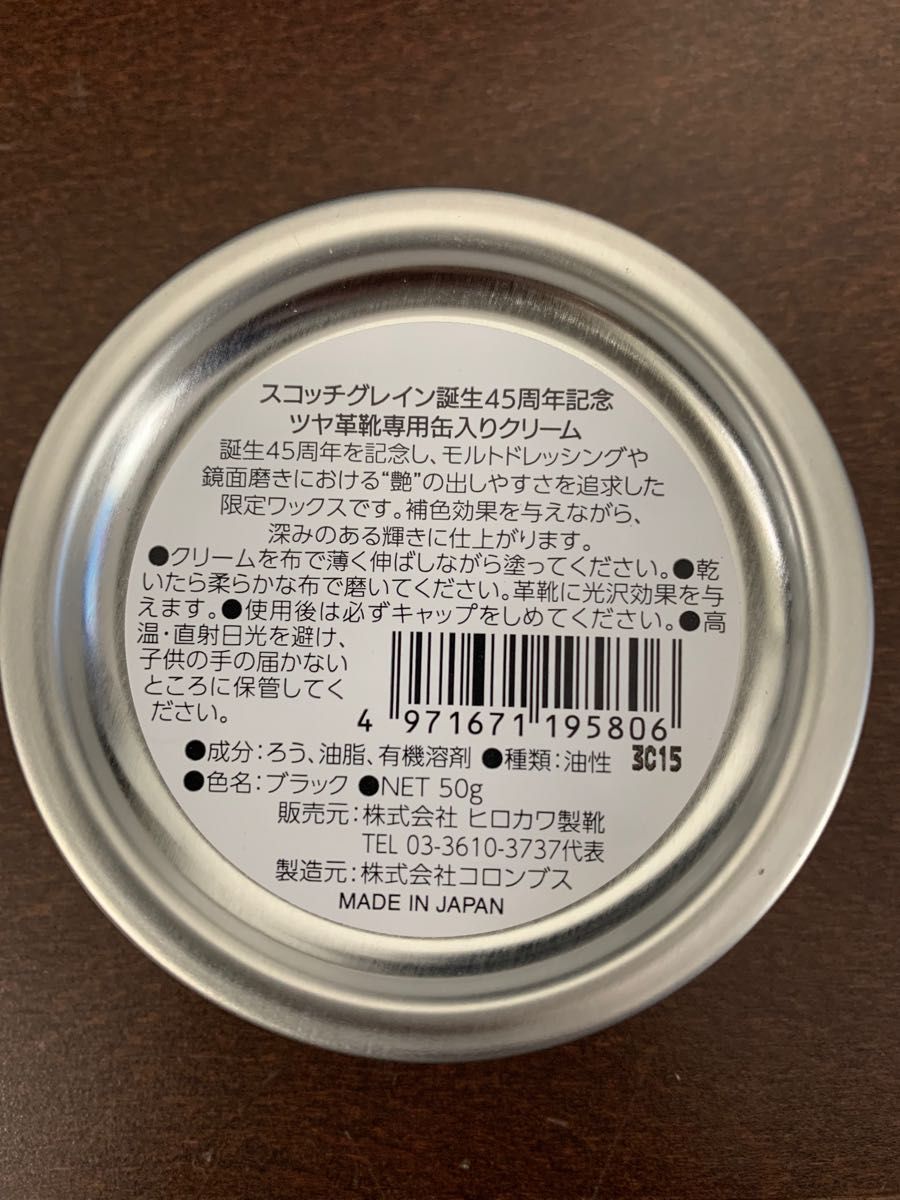 スコッチグレイン誕生45周年記念
ツヤ革靴専用缶入りクリーム
誕生45周年を記念し、モルトドレッシングや
鏡面磨きにおける“艶”の出しやすさを追求した
限定ワックスです。補色効果を与えながら、
深みのある輝きに仕上がります。
●クリームを布で薄く伸ばしながら塗ってください。●乾
いたら柔らかな布で磨いてください。革靴に光沢効果を与
えます。●使用後は必ずキャップをしめてください。●高
温・直射日光を避け、
子供の手の届かない
ところに保管してく
ださい。
4 971671 195806
●成分：ろう、油脂、有機溶剤 ●種類：油性 3C15
●色名：ブラック ●NET 50g
販売元：株式会社 ヒロカワ製靴
TEL 03-3610-3737代表
製造元：株式会社コロンブス
MADE IN JAPAN